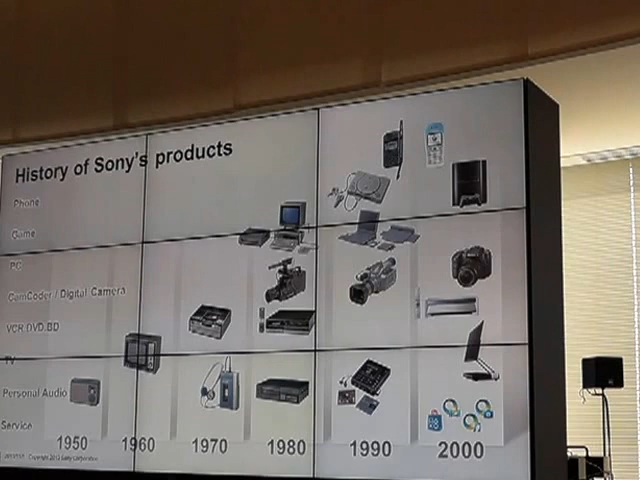 History of Sony's products
Phone
Game
PC
CamCoder / Digital Camera
VCR.DVD.BD
TV
Personal Audio
Service
1950 1960 1970 1980 1990 2000